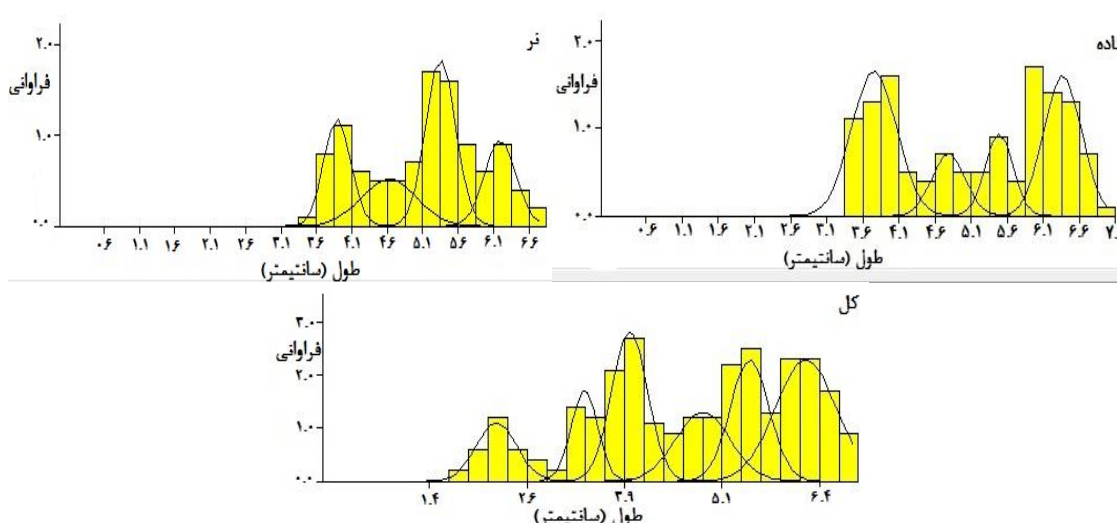 نر
۲.۰
فراوانی
۱.۰
۰.۰
۰.۶ ۱.۱ ۱.۶ ۲.۱ ۲.۶ ۳.۱ ۳.۶ ۴.۱ ۴.۶ ۵.۱ ۵.۶ ۶.۱ ۶.۶
طول (سانتیمتر)
۲.۰
فراوانی
۱.۰
۰.۰
۰.۶ ۱.۱ ۱.۶ ۲.۱ ۲.۶ ۳.۱ ۳.۶ ۴.۱ ۴.۶ ۵.۱ ۵.۶ ۶.۱ ۶.۶
طول (سانتیمتر)
کل
۳.۰
فراوانی
۲.۰
۱.۰
۰.۰
۱.۴ ۲.۶ ۳.۹ ۵.۱ ۶.۴
طول (سانتیمتر)